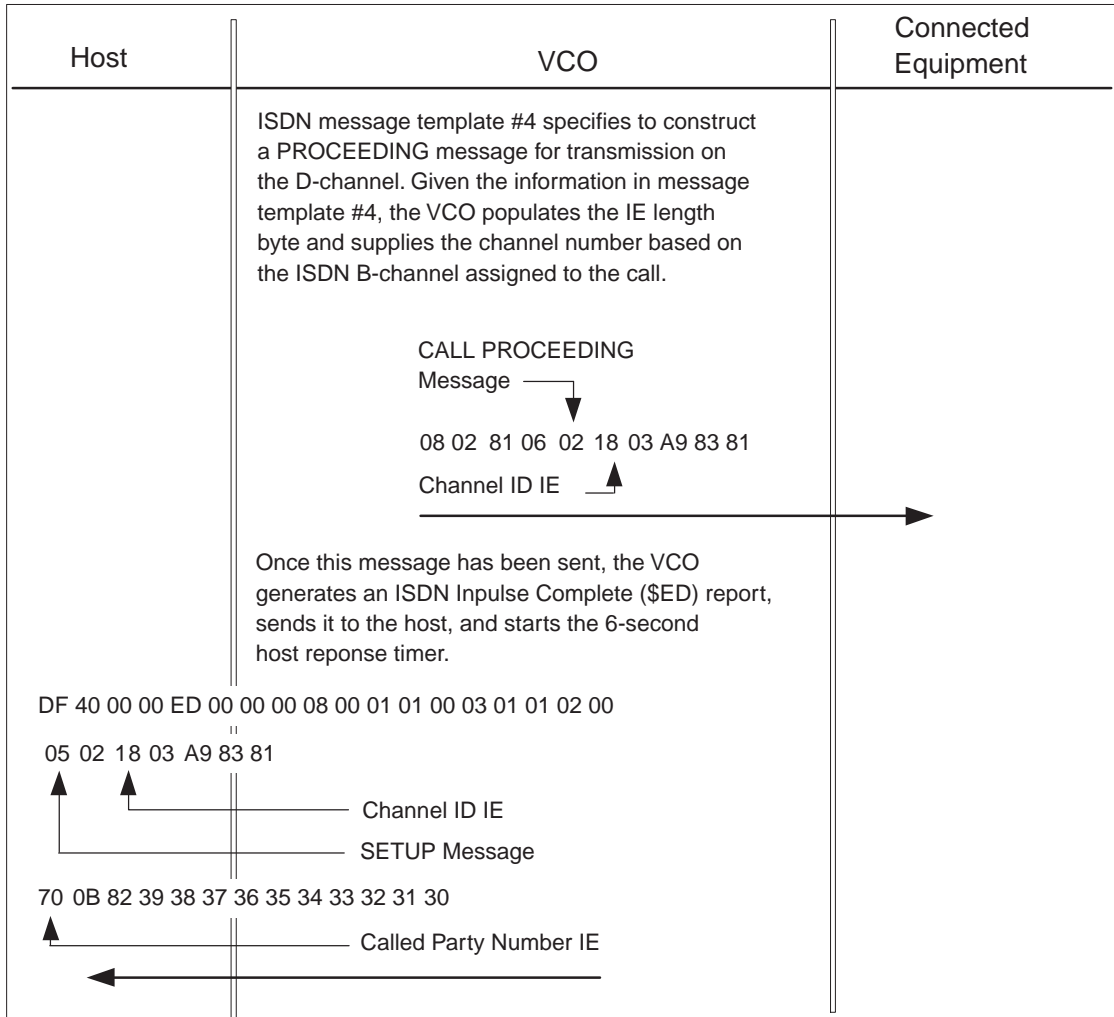 Host
VCO
Connected
Equipment
ISDN message template #4 specifies to construct
a PROCEEDING message for transmission on
the D-channel. Given the information in message
template #4, the VCO populates the IE length
byte and supplies the channel number based on
the ISDN B-channel assigned to the call.
CALL PROCEEDING
Message
08 02 81 06 02 18 03 A9 83 81
Channel ID IE
Once this message has been sent, the VCO
generates an ISDN Inpulse Complete ($ED) report,
sends it to the host, and starts the 6-second
host reponse timer.
DF 40 00 00 ED 00 00 00 08 00 01 01 00 03 01 01 02 00
05 02 18 03 A9 83 81
Channel ID IE
SETUP Message
70 0B 82 39 38 37 36 35 34 33 32 31 30
Called Party Number IE